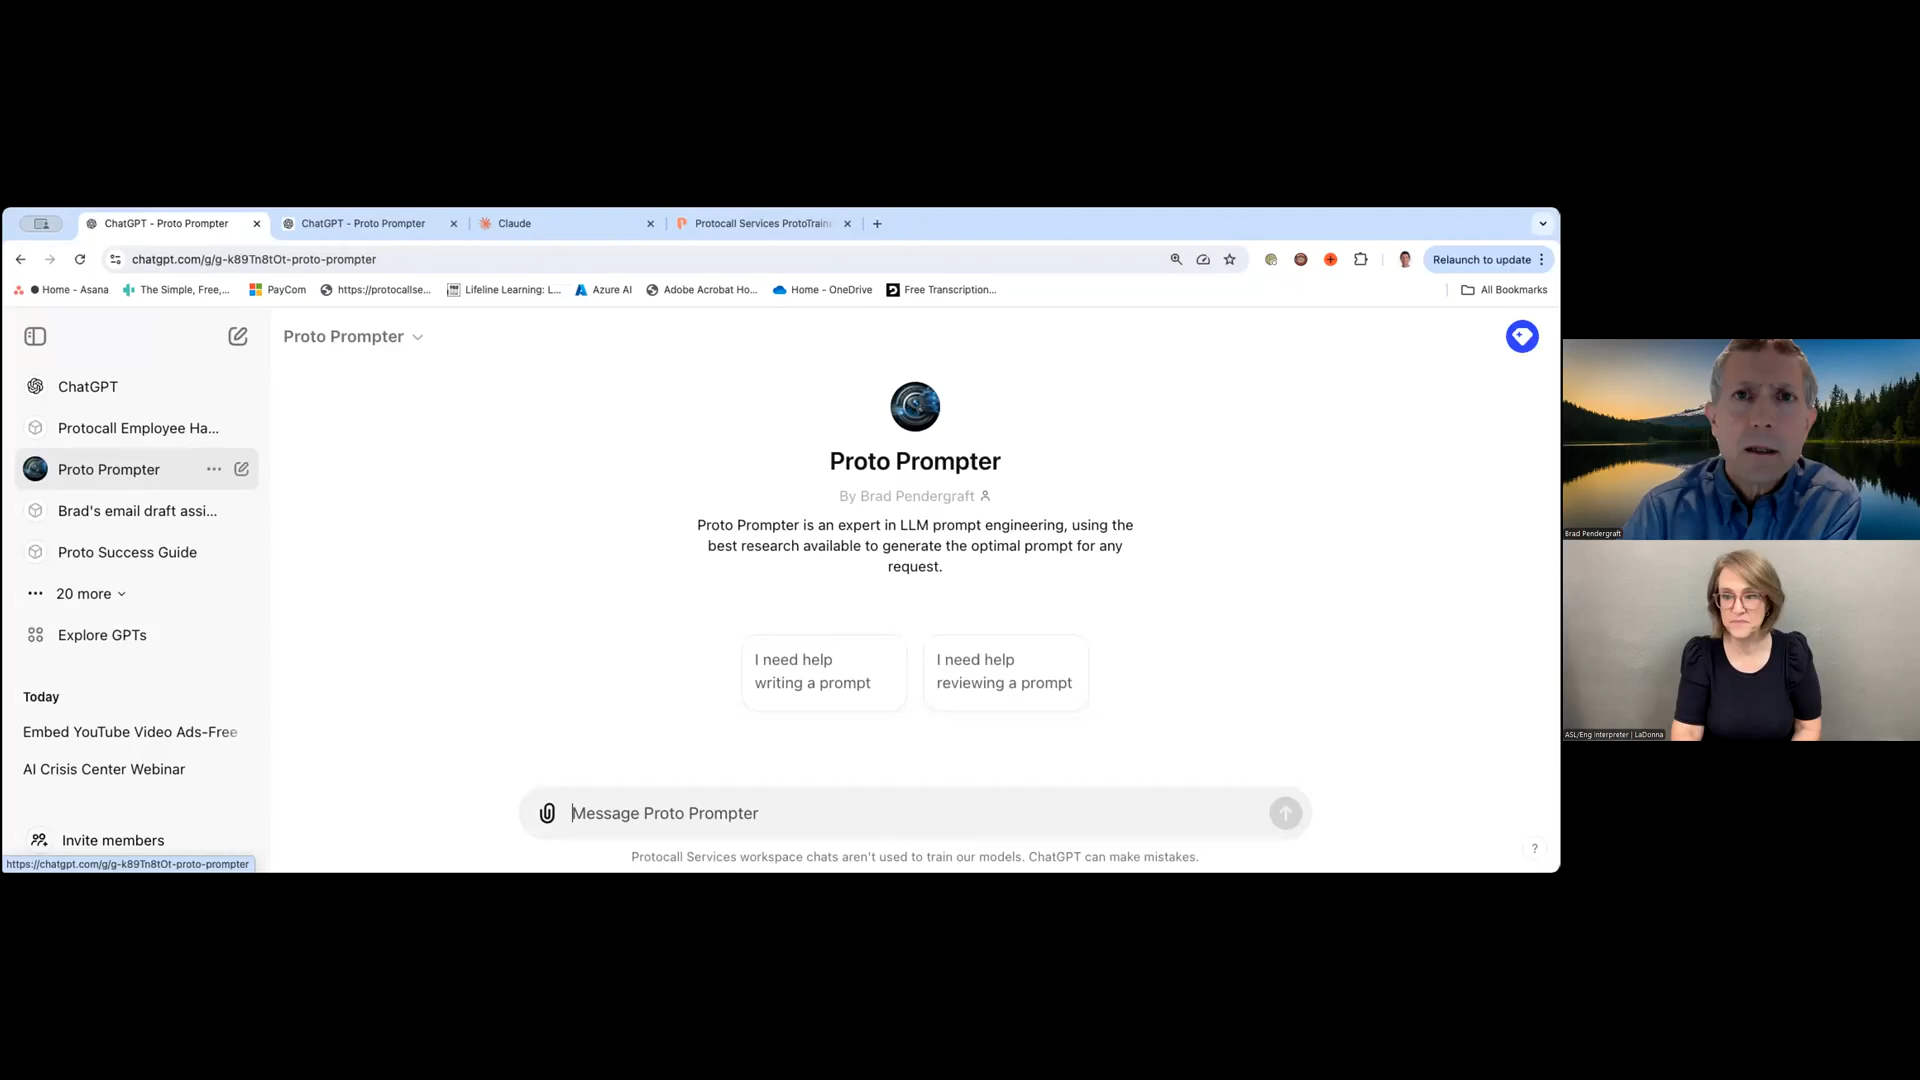 ChatGPT - Proto Prompter
ChatGPT - Proto Prompter
Claude
Protocall Services ProtoTrain
chatgpt.com/g/g-k89Tn8tOt-proto-prompter
Relaunch to update
Home - Asana
The Simple, Free,...
PayCom
https://protocallse...
Lifeline Learning: L...
Azure AI
Adobe Acrobat Ho...
Home - OneDrive
Free Transcription...
All Bookmarks
ChatGPT
Protocall Employee Ha...
Proto Prompter
Brad's email draft assi...
Proto Success Guide
20 more
Explore GPTs
Today
Embed YouTube Video Ads-Free
AI Crisis Center Webinar
Invite members
https://chatgpt.com/g/g-k89Tn8tOt-proto-prompter
Proto Prompter
Proto Prompter
By Brad Pendergraft
Proto Prompter is an expert in LLM prompt engineering, using the
best research available to generate the optimal prompt for any
request.
I need help
writing a prompt
I need help
reviewing a prompt
Message Proto Prompter
Protocall Services workspace chats aren't used to train our models. ChatGPT can make mistakes.
?
Brad Pendergraft
ASL/Eng Interpreter | LaDonna